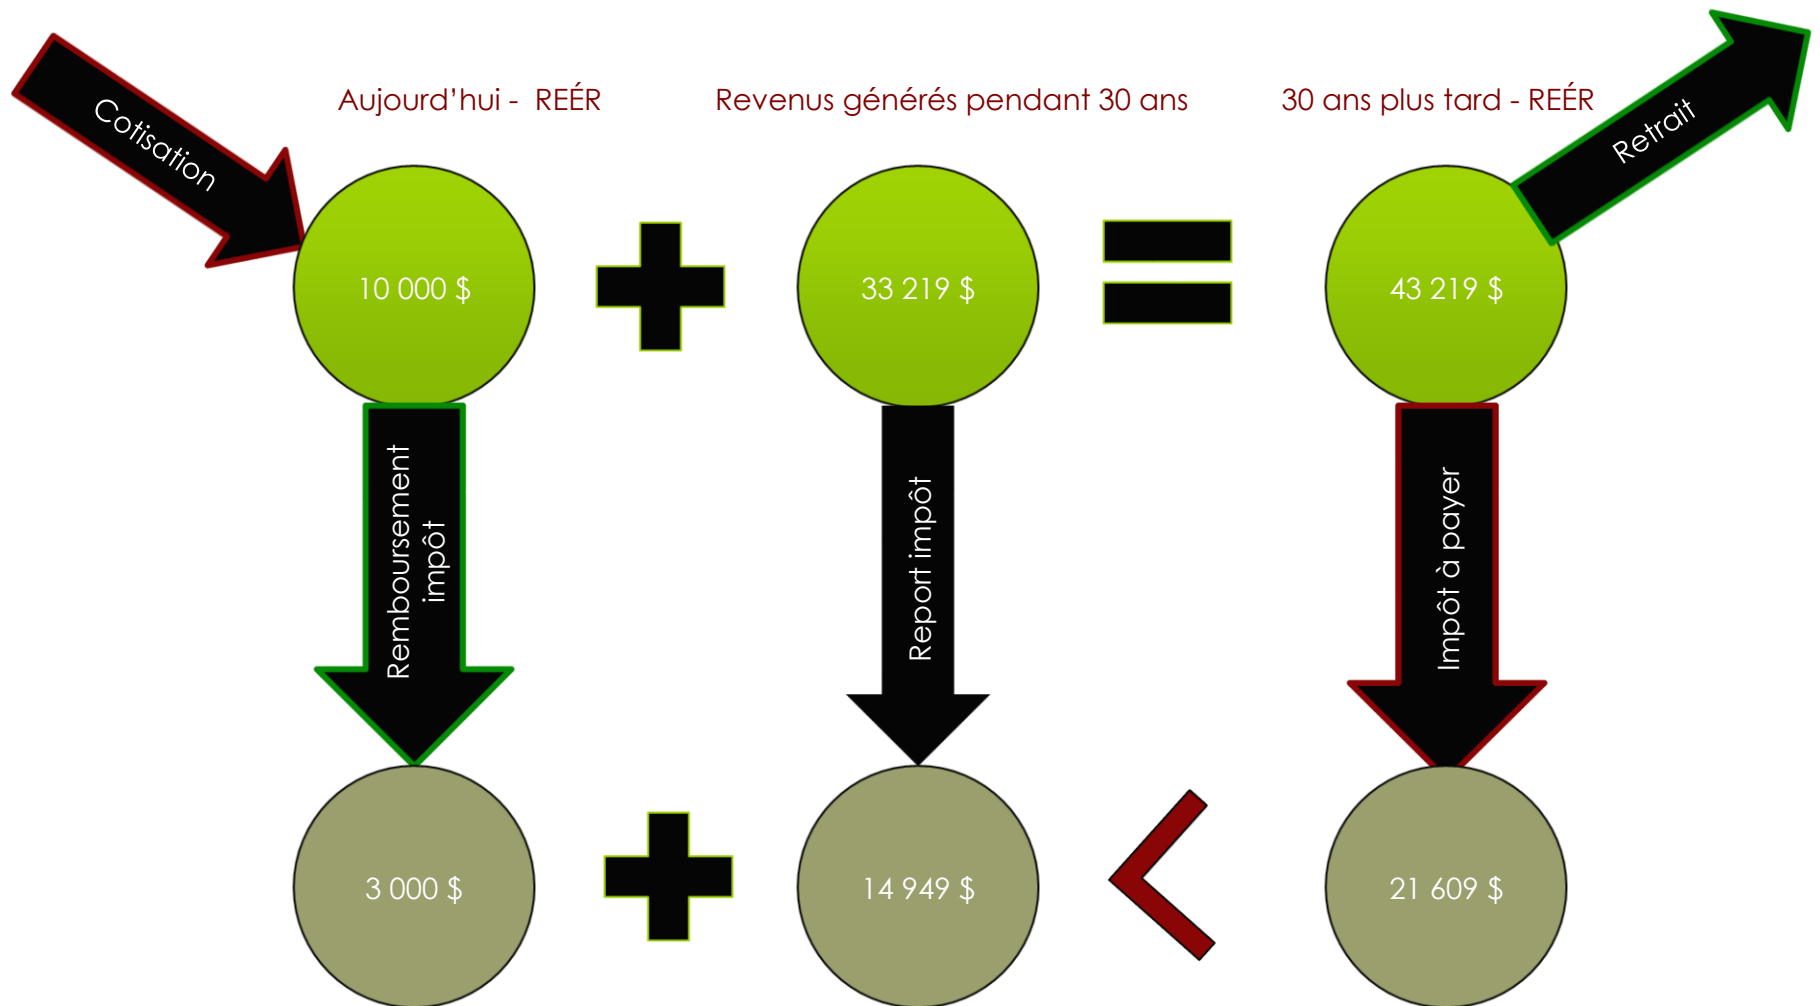 Aujourd'hui - REÉR
Revenus générés pendant 30 ans
30 ans plus tard - REÉR
Cotisation
Retrait
10 000 $
33 219 $
43 219 $
Remboursement
impôt
Report impôt
Impôt à payer
3 000 $
14 949 $
21 609 $